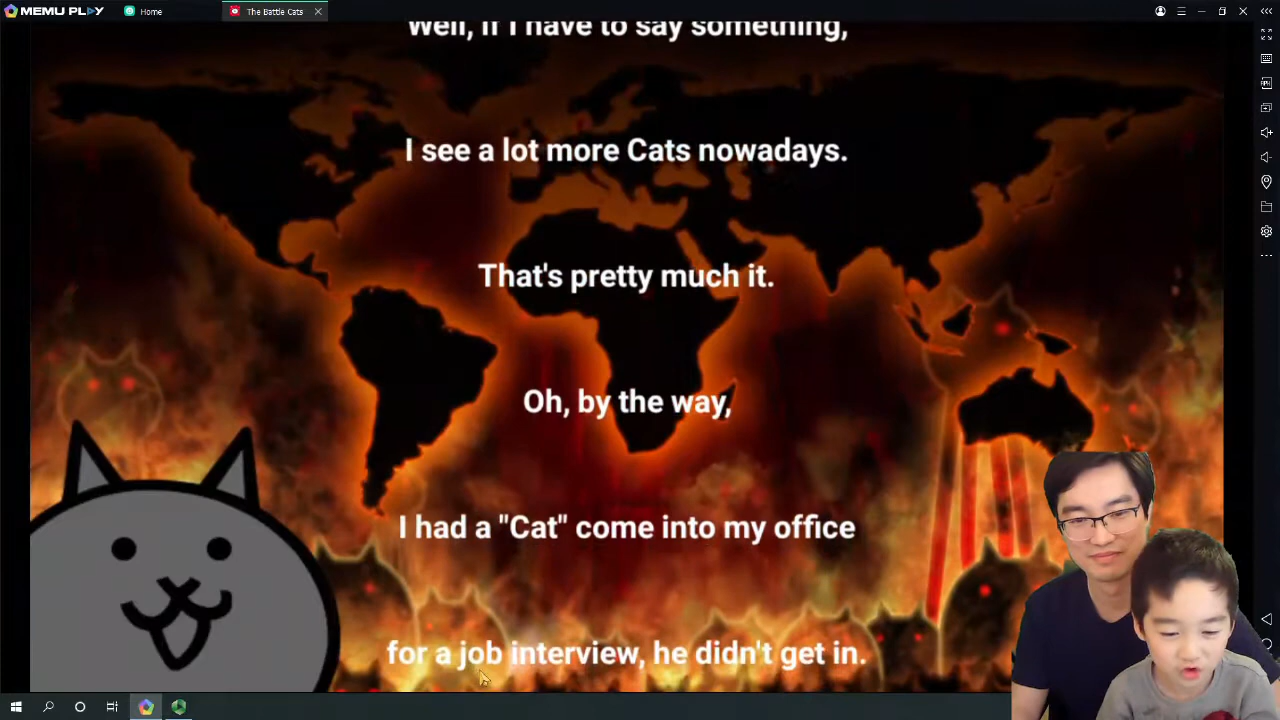 MEMU PLAY
Home
The Battle Cats
Well, if I have to say something,
I see a lot more Cats nowadays.
That's pretty much it.
Oh, by the way,
I had a "Cat" come into my office
for a job interview, he didn't get in.